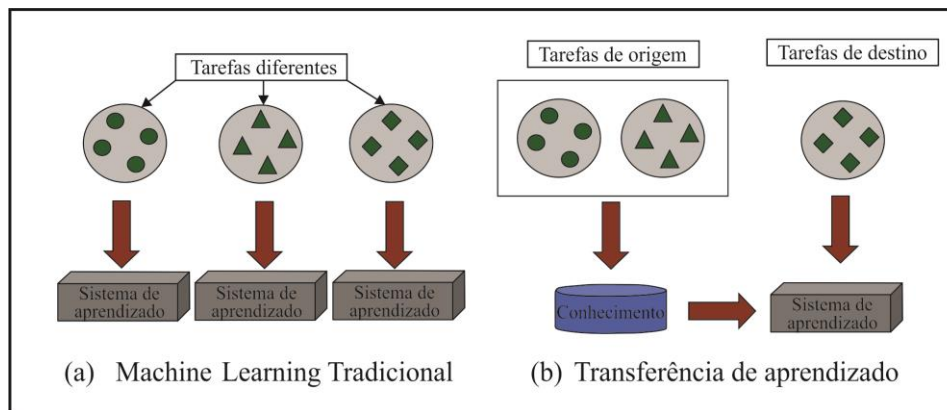 Tarefas diferentes
Sistema de
aprendizado
Sistema de
aprendizado
Sistema de
aprendizado
(a) Machine Learning Tradicional
Tarefas de origem
Tarefas de destino
Conhecimento
Sistema de
aprendizado
(b) Transferência de aprendizado